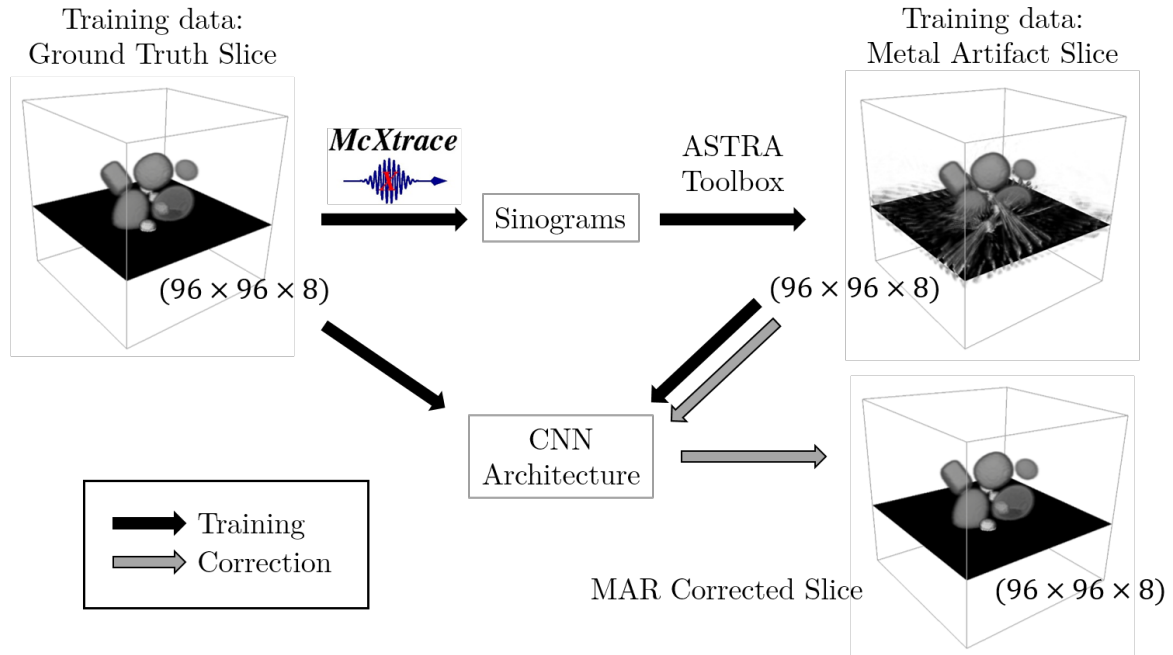 Training data:
Ground Truth Slice
Training data:
Metal Artifact Slice
McXtrace
ASTRA
Toolbox
Sinograms
(96 × 96 × 8)
(96 × 96 × 8)
CNN
Architecture
Training
Correction
MAR Corrected Slice
(96 × 96 × 8)